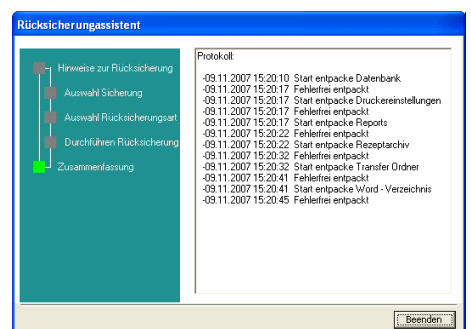 Rücksicherungassistent
Hinweise zur Rücksicherung
Auswahl Sicherung
Auswahl Rücksicherungsart
Durchführen Rücksicherung
Zusammenfassung
Protokoll:
-09.11.2007 15:20:10 Start entpacke Datenbank
-09.11.2007 15:20:17 Fehlerfrei entpackt
-09.11.2007 15:20:17 Start entpacke Druckereinstellungen
-09.11.2007 15:20:17 Fehlerfrei entpackt
-09.11.2007 15:20:17 Start entpacke Reports
-09.11.2007 15:20:22 Fehlerfrei entpackt
-09.11.2007 15:20:22 Start entpacke Rezeptarchiv
-09.11.2007 15:20:32 Fehlerfrei entpackt
-09.11.2007 15:20:32 Start entpacke Transfer Ordner
-09.11.2007 15:20:41 Fehlerfrei entpackt
-09.11.2007 15:20:41 Start entpacke Word - Verzeichnis
-09.11.2007 15:20:45 Fehlerfrei entpackt
Beenden